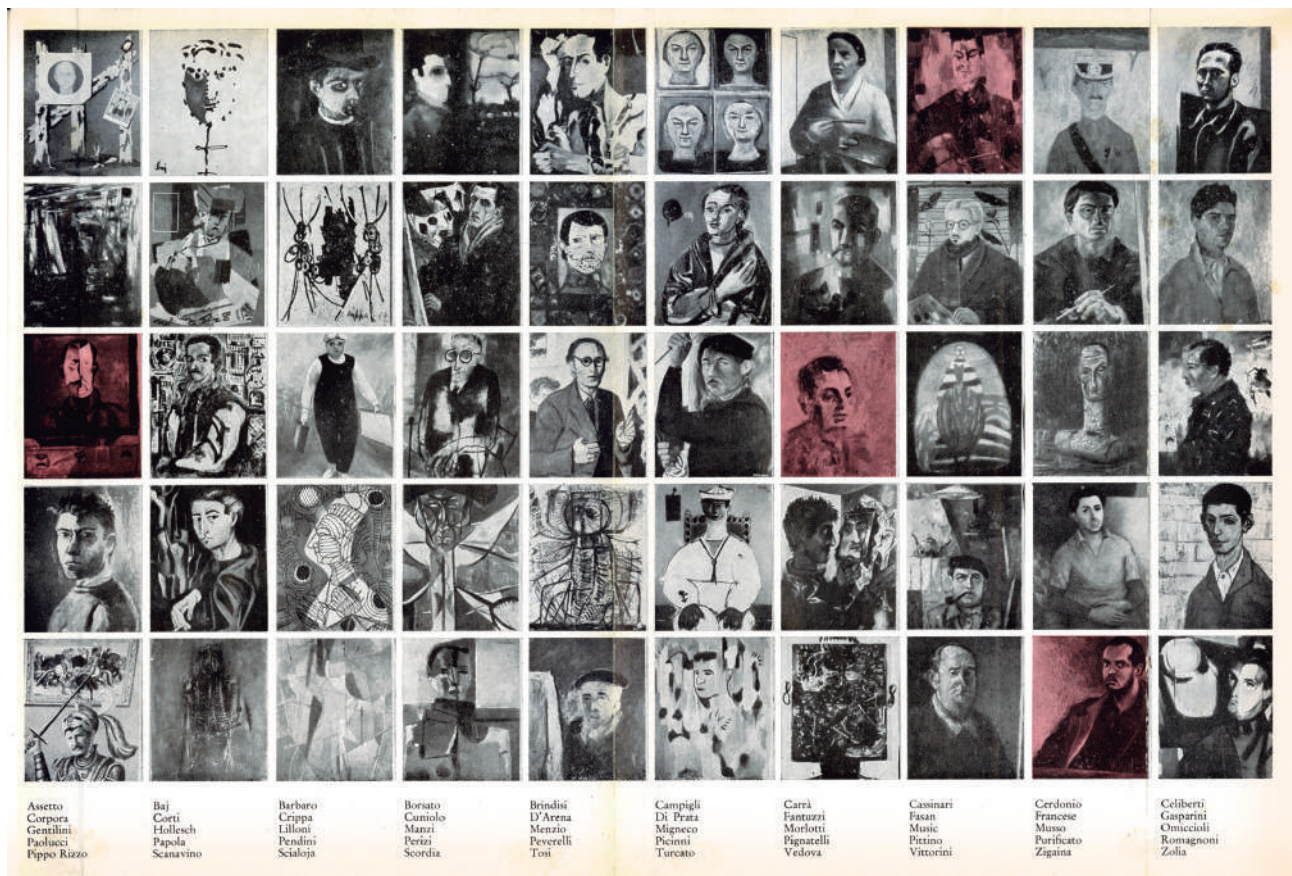 Assetto
Corpora
Gentilini
Paolucci
Pippo Rizzo
Baj
Corti
Hollesch
Papola
Scanavino
Barbaro
Crippa
Lilloni
Pendini
Scialoja
Borsato
Cuniolo
Manzi
Perizi
Scordia
Brindisi
D'Arena
Menzio
Peverelli
Tosi
Campigli
Di Prata
Migneco
Picinni
Turcato
Carrà
Fantuzzi
Morlotti
Pignatelli
Vedova
Cassinari
Fasan
Music
Pittino
Vittorini
Cerdonio
Francese
Musso
Purificato
Zigaina
Celiberti
Gasparini
Omiccioli
Romagnoni
Zolia